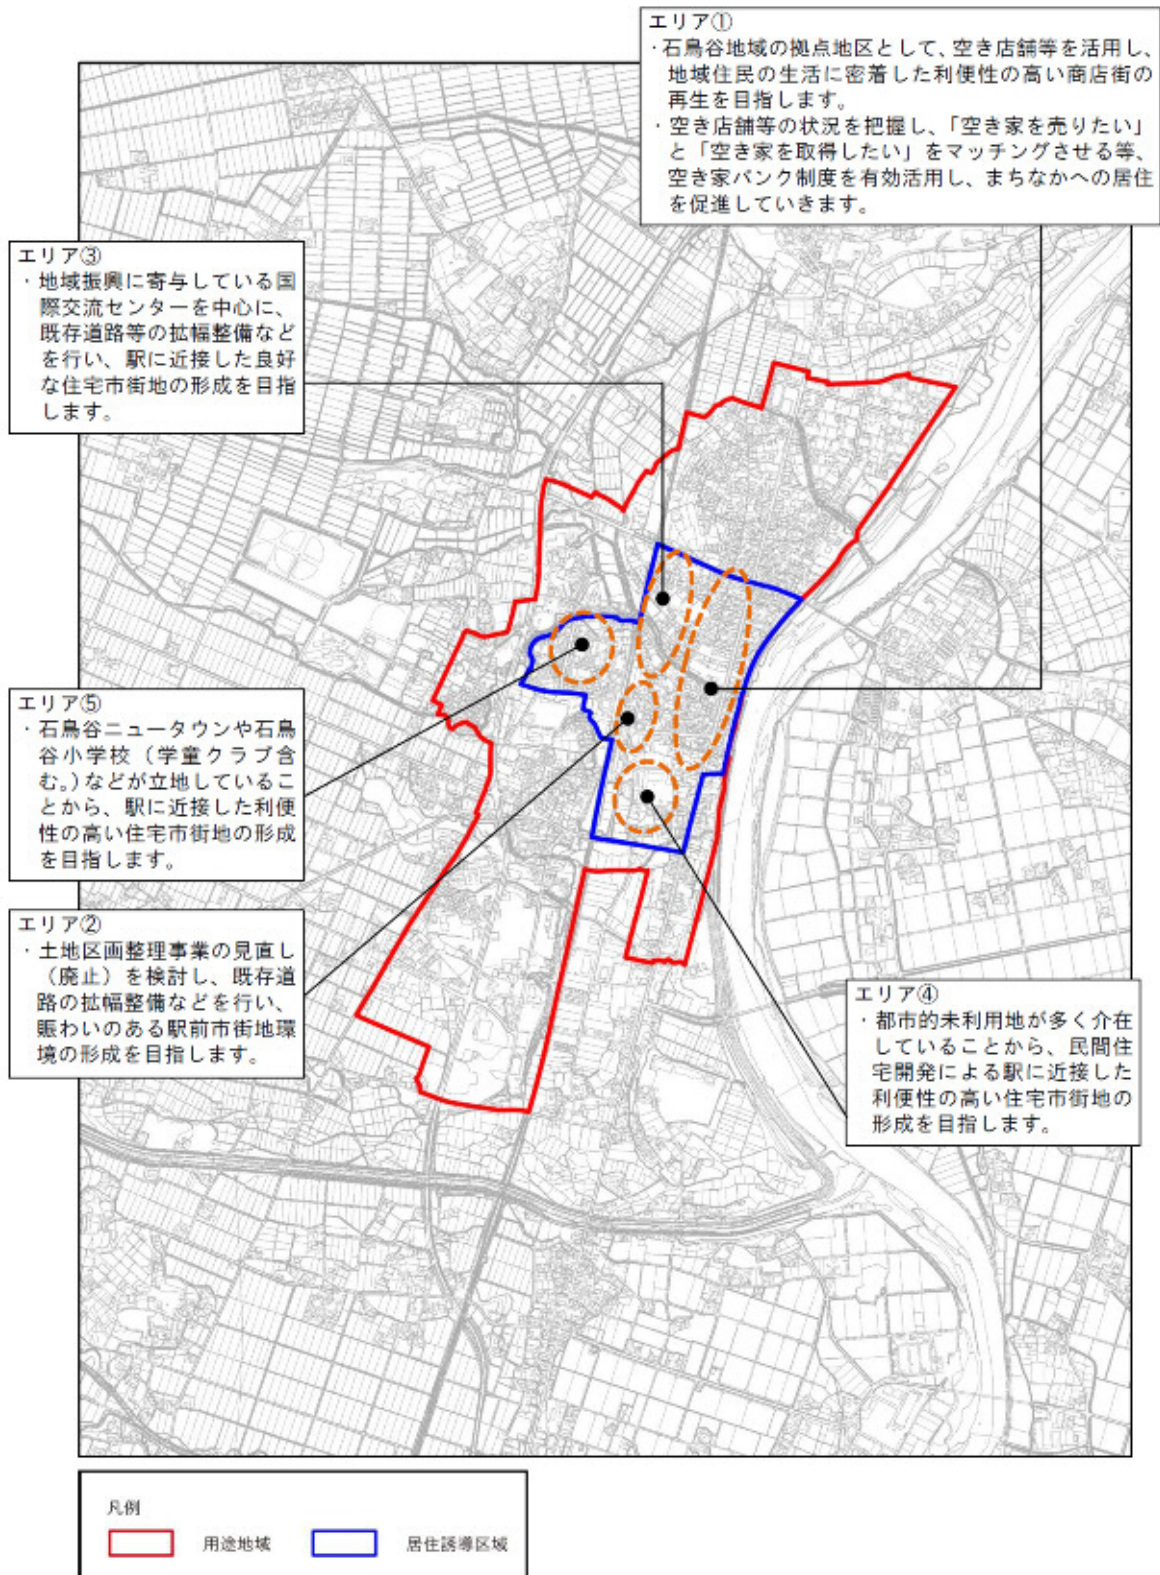 エリア①
・石鳥谷地域の拠点地区として、空き店舗等を活用し、
地域住民の生活に密着した利便性の高い商店街の
再生を目指します。
・空き店舗等の状況を把握し、「空き家を売りたい」
と「空き家を取得したい」をマッチングさせる等、
空き家バンク制度を有効活用し、まちなかへの居住
を促進していきます。
エリア③
・地域振興に寄与している国
際交流センターを中心に、
既存道路等の拡幅整備など
を行い、駅に近接した良好
な住宅市街地の形成を目指
します。
エリア⑤
・石鳥谷ニュータウンや石鳥
谷小学校（学童クラブ含
む。）などが立地しているこ
とから、駅に近接した利便
性の高い住宅市街地の形成
を目指します。
エリア②
・土地区画整理事業の見直し
（廃止）を検討し、既存道
路の拡幅整備などを行い、
賑わいのある駅前市街地環
境の形成を目指します。
エリア④
・都市的未利用地が多く介在
していることから、民間住
宅開発による駅に近接した
利便性の高い住宅市街地の
形成を目指します。
凡例
用途地域
居住誘導区域